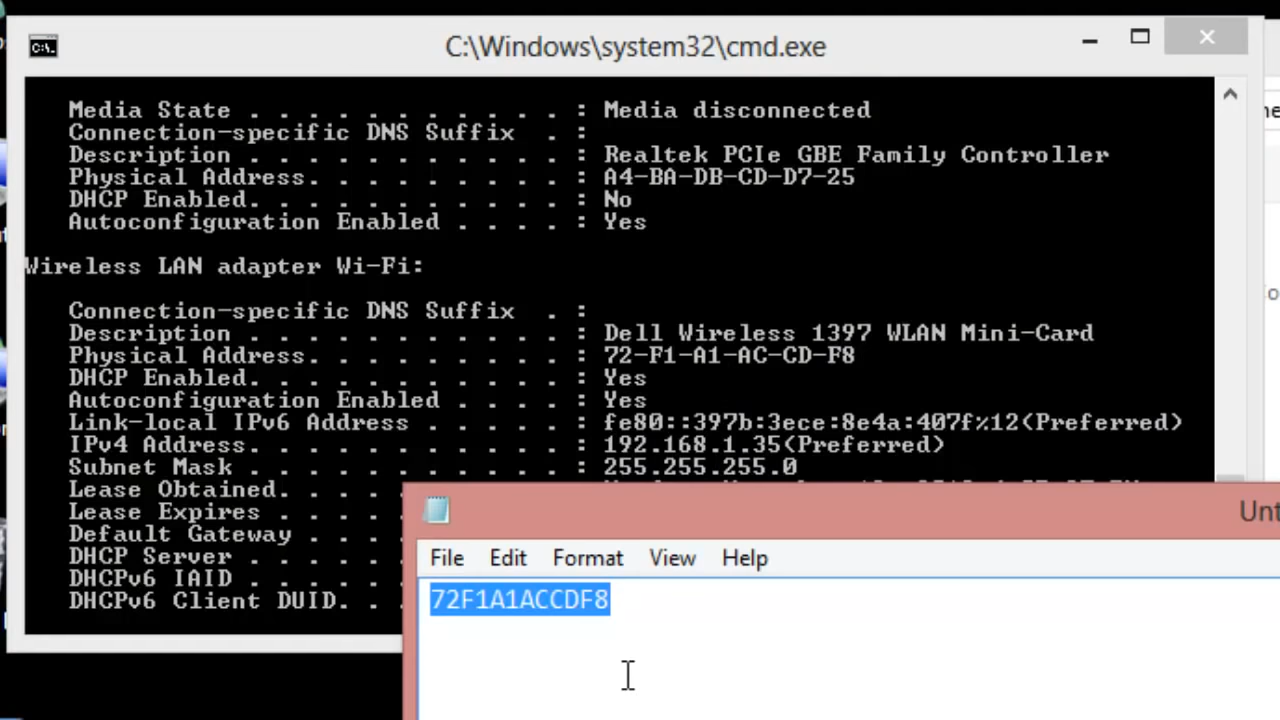 C:\Windows\system32\cmd.exe
Media State . . . . . . . . . . . : Media disconnected
Connection-specific DNS Suffix . :
Description . . . . . . . . . . . : Realtek PCIe GBE Family Controller
Physical Address. . . . . . . . . : A4-BA-DB-CD-D7-25
DHCP Enabled. . . . . . . . . . . : No
Autoconfiguration Enabled . . . . : Yes
Wireless LAN adapter Wi-Fi:
Connection-specific DNS Suffix . :
Description . . . . . . . . . . . : Dell Wireless 1397 WLAN Mini-Card
Physical Address. . . . . . . . . : 72-F1-A1-AC-CD-F8
DHCP Enabled. . . . . . . . . . . : Yes
Autoconfiguration Enabled . . . . : Yes
Link-local IPv6 Address . . . . . : fe80::397b:3ece:8e4a:407f%12(Preferred)
IPv4 Address. . . . . . . . . . . : 192.168.1.35(Preferred)
Subnet Mask . . . . . . . . . . . : 255.255.255.0
Lease Obtained. . . . .
Lease Expires . . . . .
Default Gateway . . . .
DHCP Server . . . . . .
DHCPv6 IAID . . . . . .
DHCPv6 Client DUID. . .
File Edit Format View Help
72F1A1ACCDF8